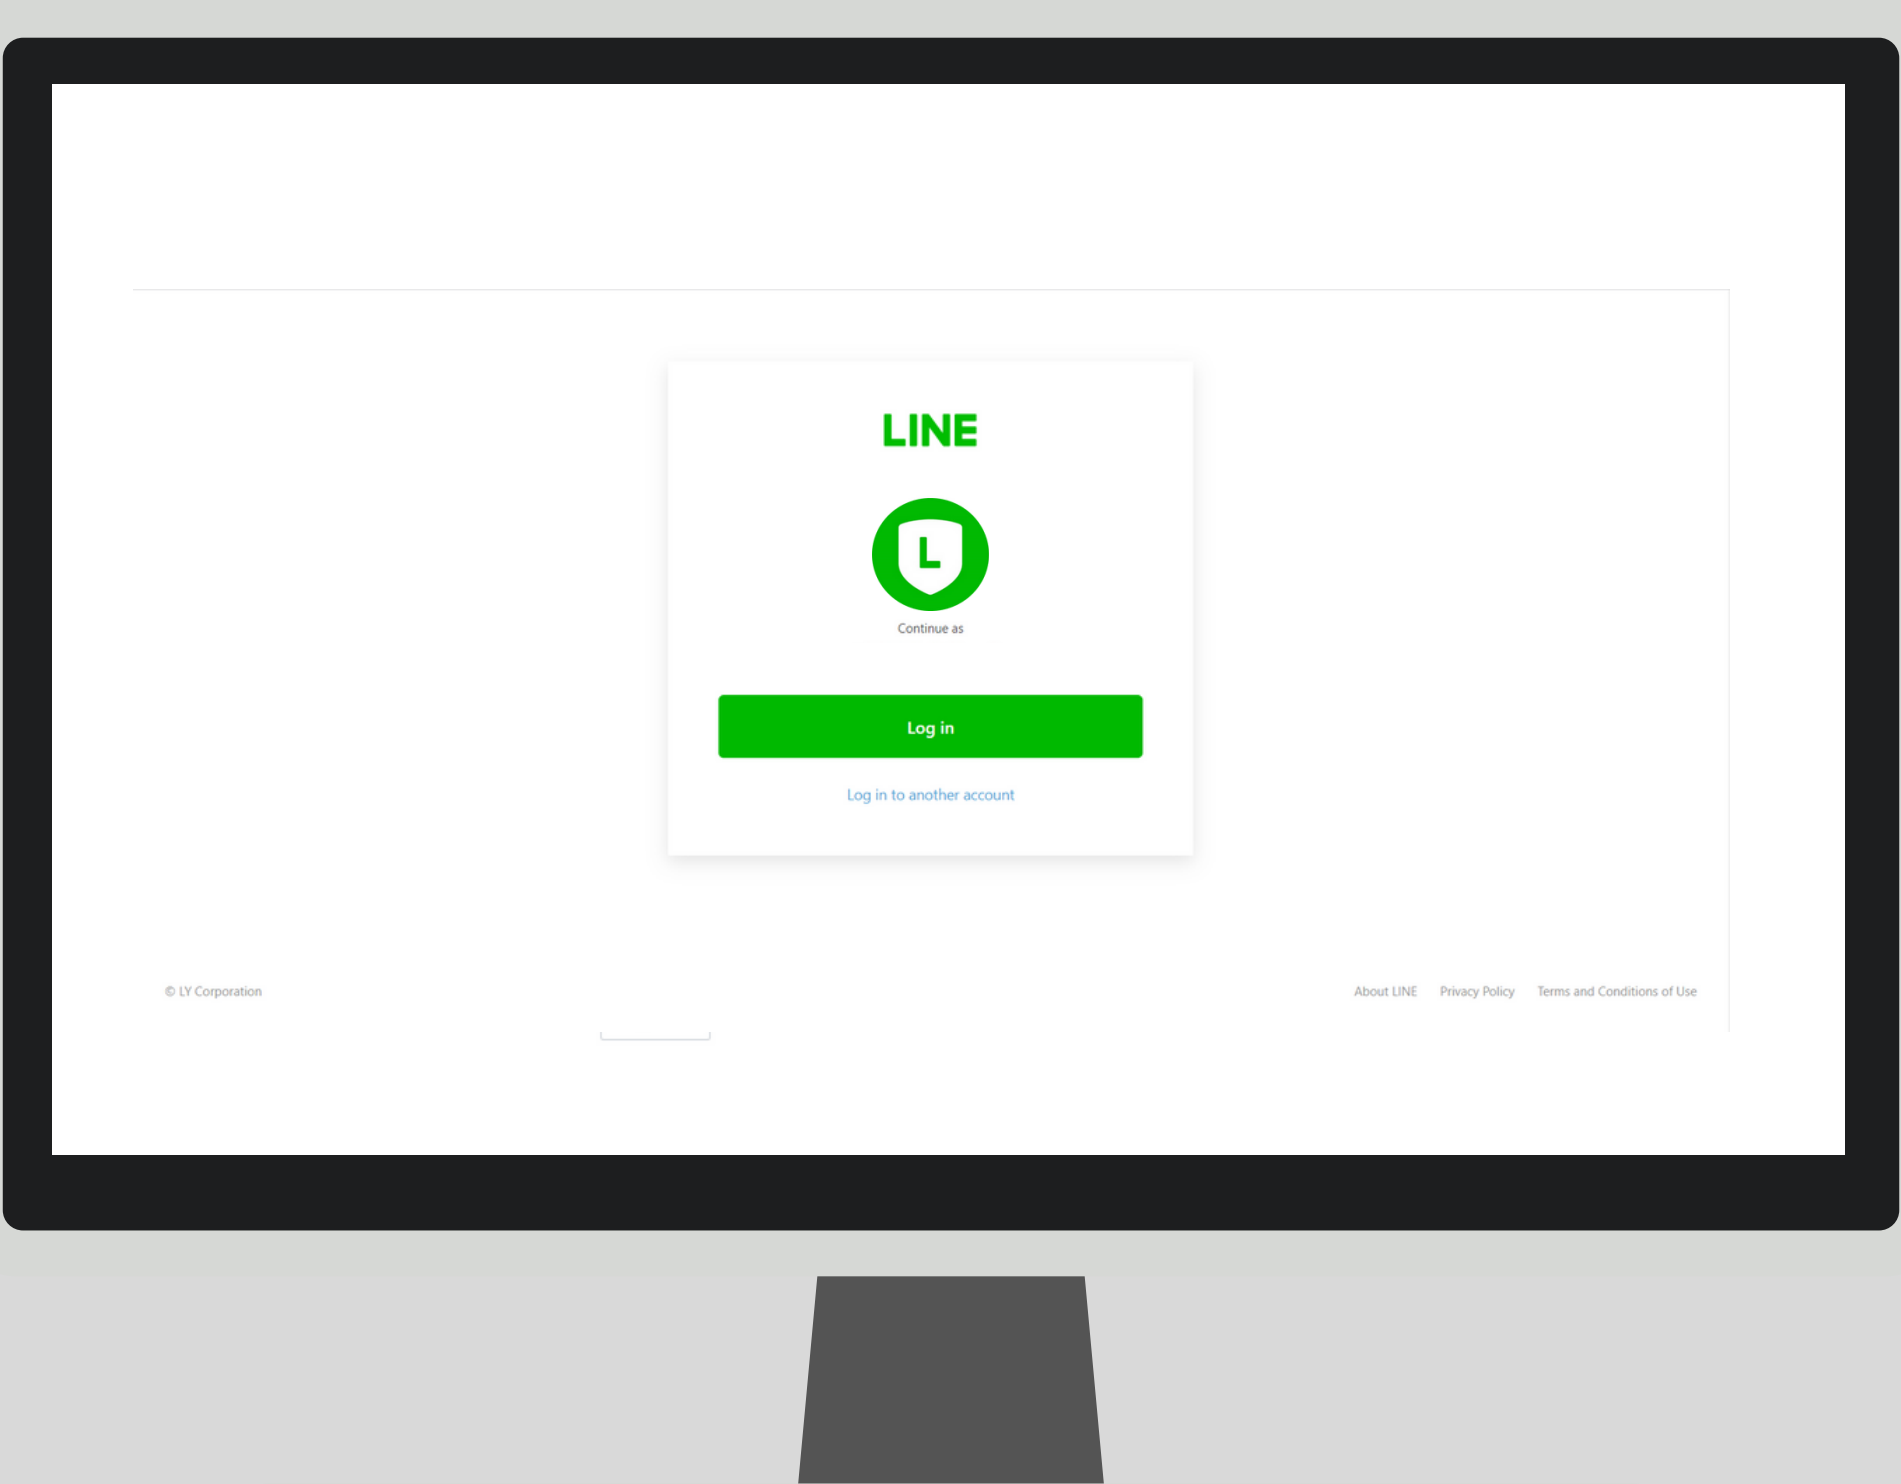 LINE
L
Continue as
Log in
Log in to another account
© LY Corporation
About LINE Privacy Policy Terms and Conditions of Use